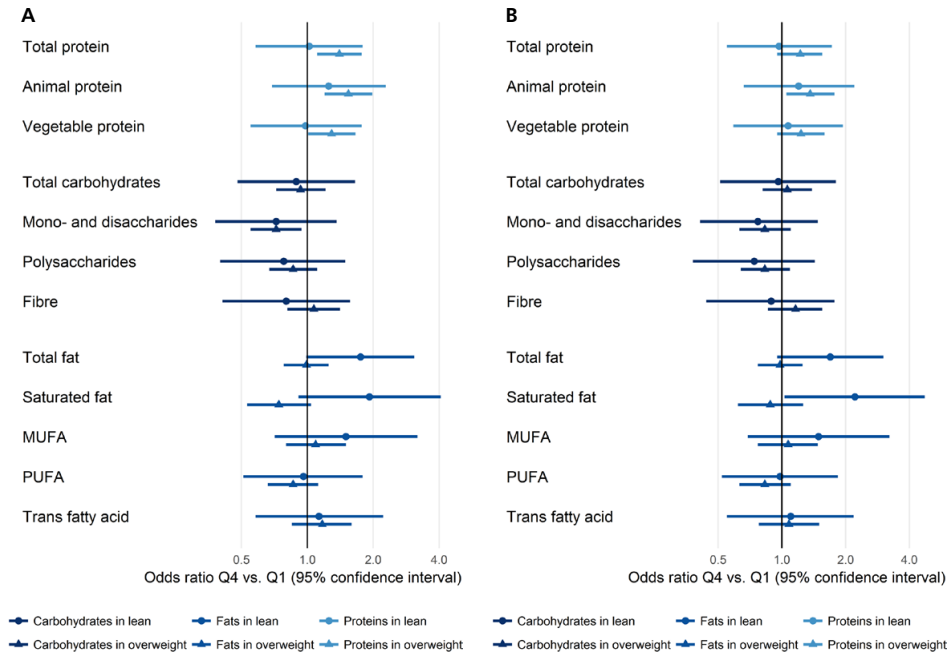 A
Total protein
Animal protein
Vegetable protein
Total carbohydrates
Mono- and disaccharides
Polysaccharides
Fibre
Total fat
Saturated fat
MUFA
PUFA
Trans fatty acid
0.5 1.0 2.0 4.0
Odds ratio Q4 vs. Q1 (95% confidence interval)
Carbohydrates in lean Fats in lean Proteins in lean
Carbohydrates in overweight Fats in overweight Proteins in overweight
B
Total protein
Animal protein
Vegetable protein
Total carbohydrates
Mono- and disaccharides
Polysaccharides
Fibre
Total fat
Saturated fat
MUFA
PUFA
Trans fatty acid
0.5 1.0 2.0 4.0
Odds ratio Q4 vs. Q1 (95% confidence interval)
Carbohydrates in lean Fats in lean Proteins in lean
Carbohydrates in overweight Fats in overweight Proteins in overweight